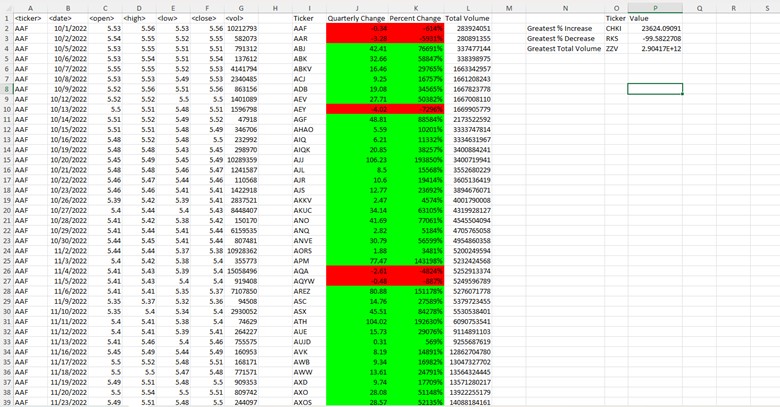 A B C D E F G H I J K L M N O P Q R S
1 <ticker> <date> <open> <high> <low> <close> <vol> Ticker Quarterly Change Percent Change Total Volume Ticker Value
2 AAF 10/1/2022 5.53 5.56 5.53 5.56 10212793 AAF -0.34 -614% 283924051 Greatest % Increase CHKI 23624.09091
3 AAF 10/2/2022 5.54 5.55 5.52 5.55 582073 AAR -3.28 -5931% 280891355 Greatest % Decrease RKS -99.5822708
4 AAF 10/5/2022 5.53 5.55 5.51 5.51 791312 ABJ 42.41 76691% 337477144 Greatest Total Volume ZZV 2.90417E+12
5 AAF 10/6/2022 5.53 5.54 5.51 5.54 137612 ABK 32.66 58847% 338398975
6 AAF 10/7/2022 5.55 5.55 5.52 5.53 4141794 ABKV 16.46 29765% 1663342957
7 AAF 10/8/2022 5.53 5.53 5.49 5.53 2340485 ACJ 9.25 16757% 1661208243
8 AAF 10/9/2022 5.52 5.56 5.51 5.56 863156 ADB 19.08 34565% 1667823778
9 AAF 10/12/2022 5.52 5.52 5.5 5.5 1401089 AEV 27.71 50382% 1667008110
10 AAF 10/13/2022 5.5 5.51 5.48 5.51 1596798 AEY -4.02 -7296% 1669905779
11 AAF 10/14/2022 5.51 5.52 5.49 5.52 47918 AGF 48.81 88584% 2173522592
12 AAF 10/15/2022 5.51 5.51 5.48 5.49 346706 AHAO 5.59 10201% 3333747814
13 AAF 10/16/2022 5.48 5.52 5.48 5.5 232992 AIQ 6.21 11332% 3334631967
14 AAF 10/19/2022 5.48 5.48 5.43 5.45 298970 AIQK 20.85 38257% 3400884241
15 AAF 10/20/2022 5.45 5.49 5.45 5.49 10289359 AJJ 106.23 193850% 3400719941
16 AAF 10/21/2022 5.48 5.48 5.46 5.47 1241587 AJL 8.5 15568% 3552680229
17 AAF 10/22/2022 5.46 5.47 5.44 5.46 110568 AJR 10.6 19414% 3605136419
18 AAF 10/23/2022 5.46 5.46 5.41 5.41 1422918 AJS 12.77 23692% 3894676071
19 AAF 10/26/2022 5.39 5.42 5.39 5.41 2837521 AKKV 2.47 4574% 4001790008
20 AAF 10/27/2022 5.4 5.44 5.4 5.43 8448407 AKUC 34.14 63105% 4319928127
21 AAF 10/28/2022 5.41 5.42 5.38 5.42 150170 AO 41.69 77061% 4545504094
22 AAF 10/29/2022 5.41 5.44 5.41 5.44 6159535 ANQ 2.82 5184% 4705765058
23 AAF 10/30/2022 5.44 5.45 5.41 5.44 807481 ANVE 30.79 56599% 4954860358
24 AAF 11/2/2022 5.44 5.44 5.37 5.38 10928362 AORS 1.88 3481% 5200249594
25 AAF 11/3/2022 5.4 5.42 5.38 5.4 355773 APM 77.47 143198% 5232424568
26 AAF 11/4/2022 5.41 5.43 5.39 5.4 15058496 AQA -2.61 -4824% 5252913374
27 AAF 11/5/2022 5.41 5.43 5.4 5.4 919408 AQYW -0.48 -887% 5249596789
28 AAF 11/6/2022 5.41 5.41 5.35 5.37 7107850 AREZ 80.88 151178% 5276071778
29 AAF 11/9/2022 5.35 5.37 5.32 5.36 94508 ASC 14.76 27589% 5379723455
30 AAF 11/10/2022 5.35 5.4 5.34 5.4 2930052 ASX 45.51 84278% 5530538401
31 AAF 11/11/2022 5.4 5.41 5.38 5.4 74629 ATH 104.02 192630% 6090753541
32 AAF 11/12/2022 5.4 5.41 5.39 5.41 264227 AUE 15.73 29076% 9114891103
33 AAF 11/13/2022 5.41 5.46 5.4 5.46 755575 AUJD 0.31 569% 9255687619
34 AAF 11/16/2022 5.45 5.49 5.44 5.49 160953 AVK 8.19 14891% 12862704780
35 AAF 11/17/2022 5.5 5.52 5.48 5.51 168171 AWB 9.34 16982% 13047327702
36 AAF 11/18/2022 5.5 5.5 5.47 5.48 771571 AWW 13.61 24791% 13564324445
37 AAF 11/19/2022 5.48 5.51 5.48 5.5 909353 AXD 9.74 17709% 13571280217
38 AAF 11/20/2022 5.5 5.54 5.5 5.51 809742 AXO 28.08 51148% 13922255179
39 AAF 11/23/2022 5.49 5.51 5.48 5.5 244097 AXOS 28.57 52135% 14088184161